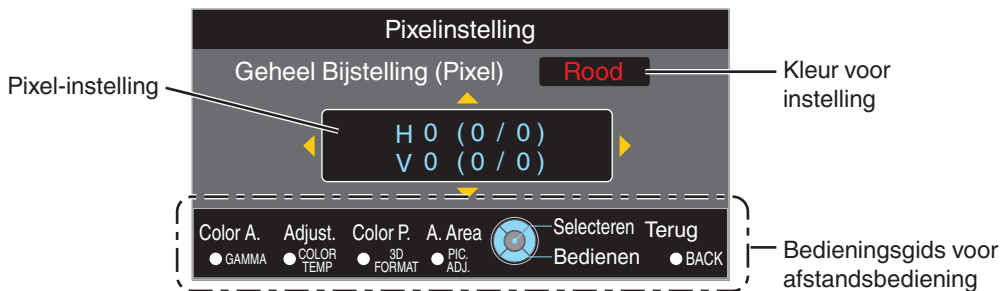 Pixelinstelling
Geheel Bijstelling (Pixel) Rood
Pixel-instelling
Kleur voor
instelling
H 0 (0 / 0)
V 0 (0 / 0)
Color A. Adjust. Color P. A. Area Selecteren Terug
GAMMA COLOR TEMP 3D FORMAT PIC. ADJ. Bedienen BACK
Bedieningsgids voor
afstandsbediening